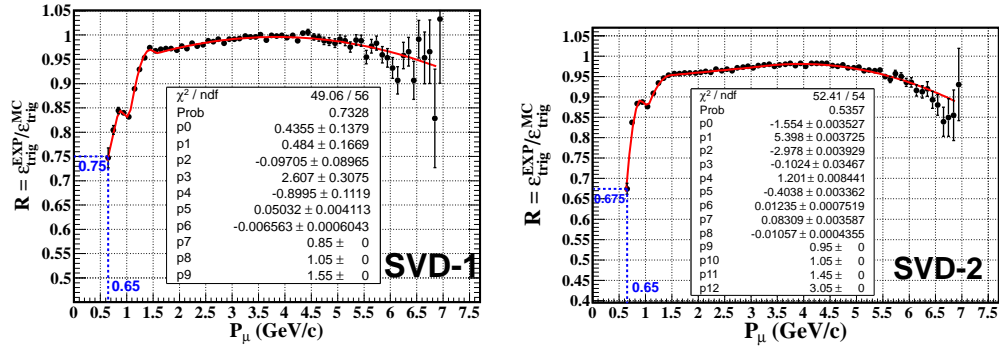 R = ε_trig^EXP/ε_trig^MC
1.05
1
0.95
0.9
0.85
0.8
0.75
0.7
0.65
0.6
0.55
0.5
0.75
0.65
χ² / ndf 49.06 / 56
Prob 0.7328
p0 0.4355 ± 0.1379
p1 0.484 ± 0.1669
p2 -0.09705 ± 0.08965
p3 2.607 ± 0.3075
p4 -0.8995 ± 0.1119
p5 0.05032 ± 0.004113
p6 -0.006563 ± 0.0006043
p7 0.85 ± 0
p8 1.05 ± 0
p9 1.55 ± 0
SVD-1
0 0.5 1 1.5 2 2.5 3 3.5 4 4.5 5 5.5 6 6.5 7 7.5
P_μ (GeV/c)
R = ε_trig^EXP/ε_trig^MC
1.05
1
0.95
0.9
0.85
0.8
0.75
0.7
0.65
0.6
0.55
0.5
0.45
0.4
0.675
0.65
χ² / ndf 52.41 / 54
Prob 0.5357
p0 -1.554 ± 0.003527
p1 5.398 ± 0.003725
p2 -2.978 ± 0.003929
p3 -0.1024 ± 0.03467
p4 1.201 ± 0.008441
p5 -0.4038 ± 0.003362
p6 0.01235 ± 0.0007519
p7 0.08309 ± 0.003587
p8 -0.01057 ± 0.0004355
p9 0.95 ± 0
p10 1.05 ± 0
p11 1.45 ± 0
p12 3.05 ± 0
SVD-2
0 0.5 1 1.5 2 2.5 3 3.5 4 4.5 5 5.5 6 6.5 7 7.5
P_μ (GeV/c)